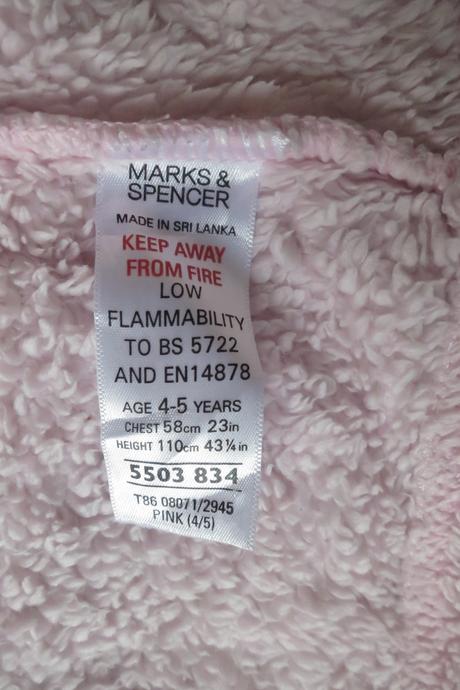 MARKS &
SPENCER
MADE IN SRI LANKA
KEEP AWAY
FROM FIRE
LOW
FLAMMABILITY
TO BS 5722
AND EN14878
AGE 4-5 YEARS
CHEST 58cm 23in
HEIGHT 110cm 43¼in
5503 834
T86 08071/2945
PINK (4/5)